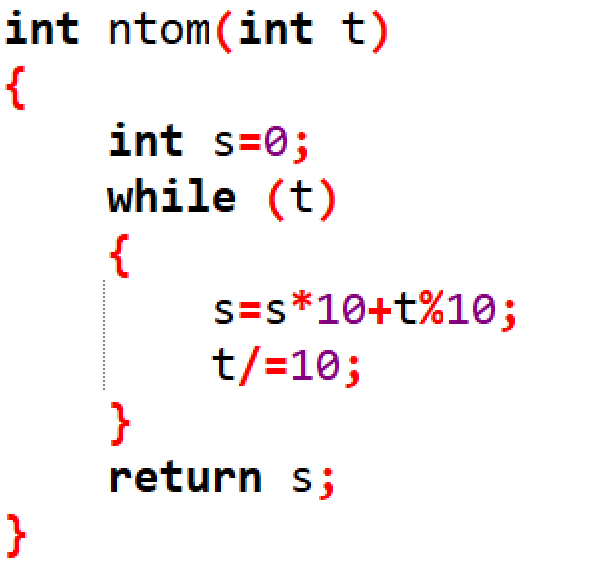 int ntom(int t)
{
    int s=0;
    while (t)
    {
        s=s*10+t%10;
        t/=10;
    }
    return s;
}